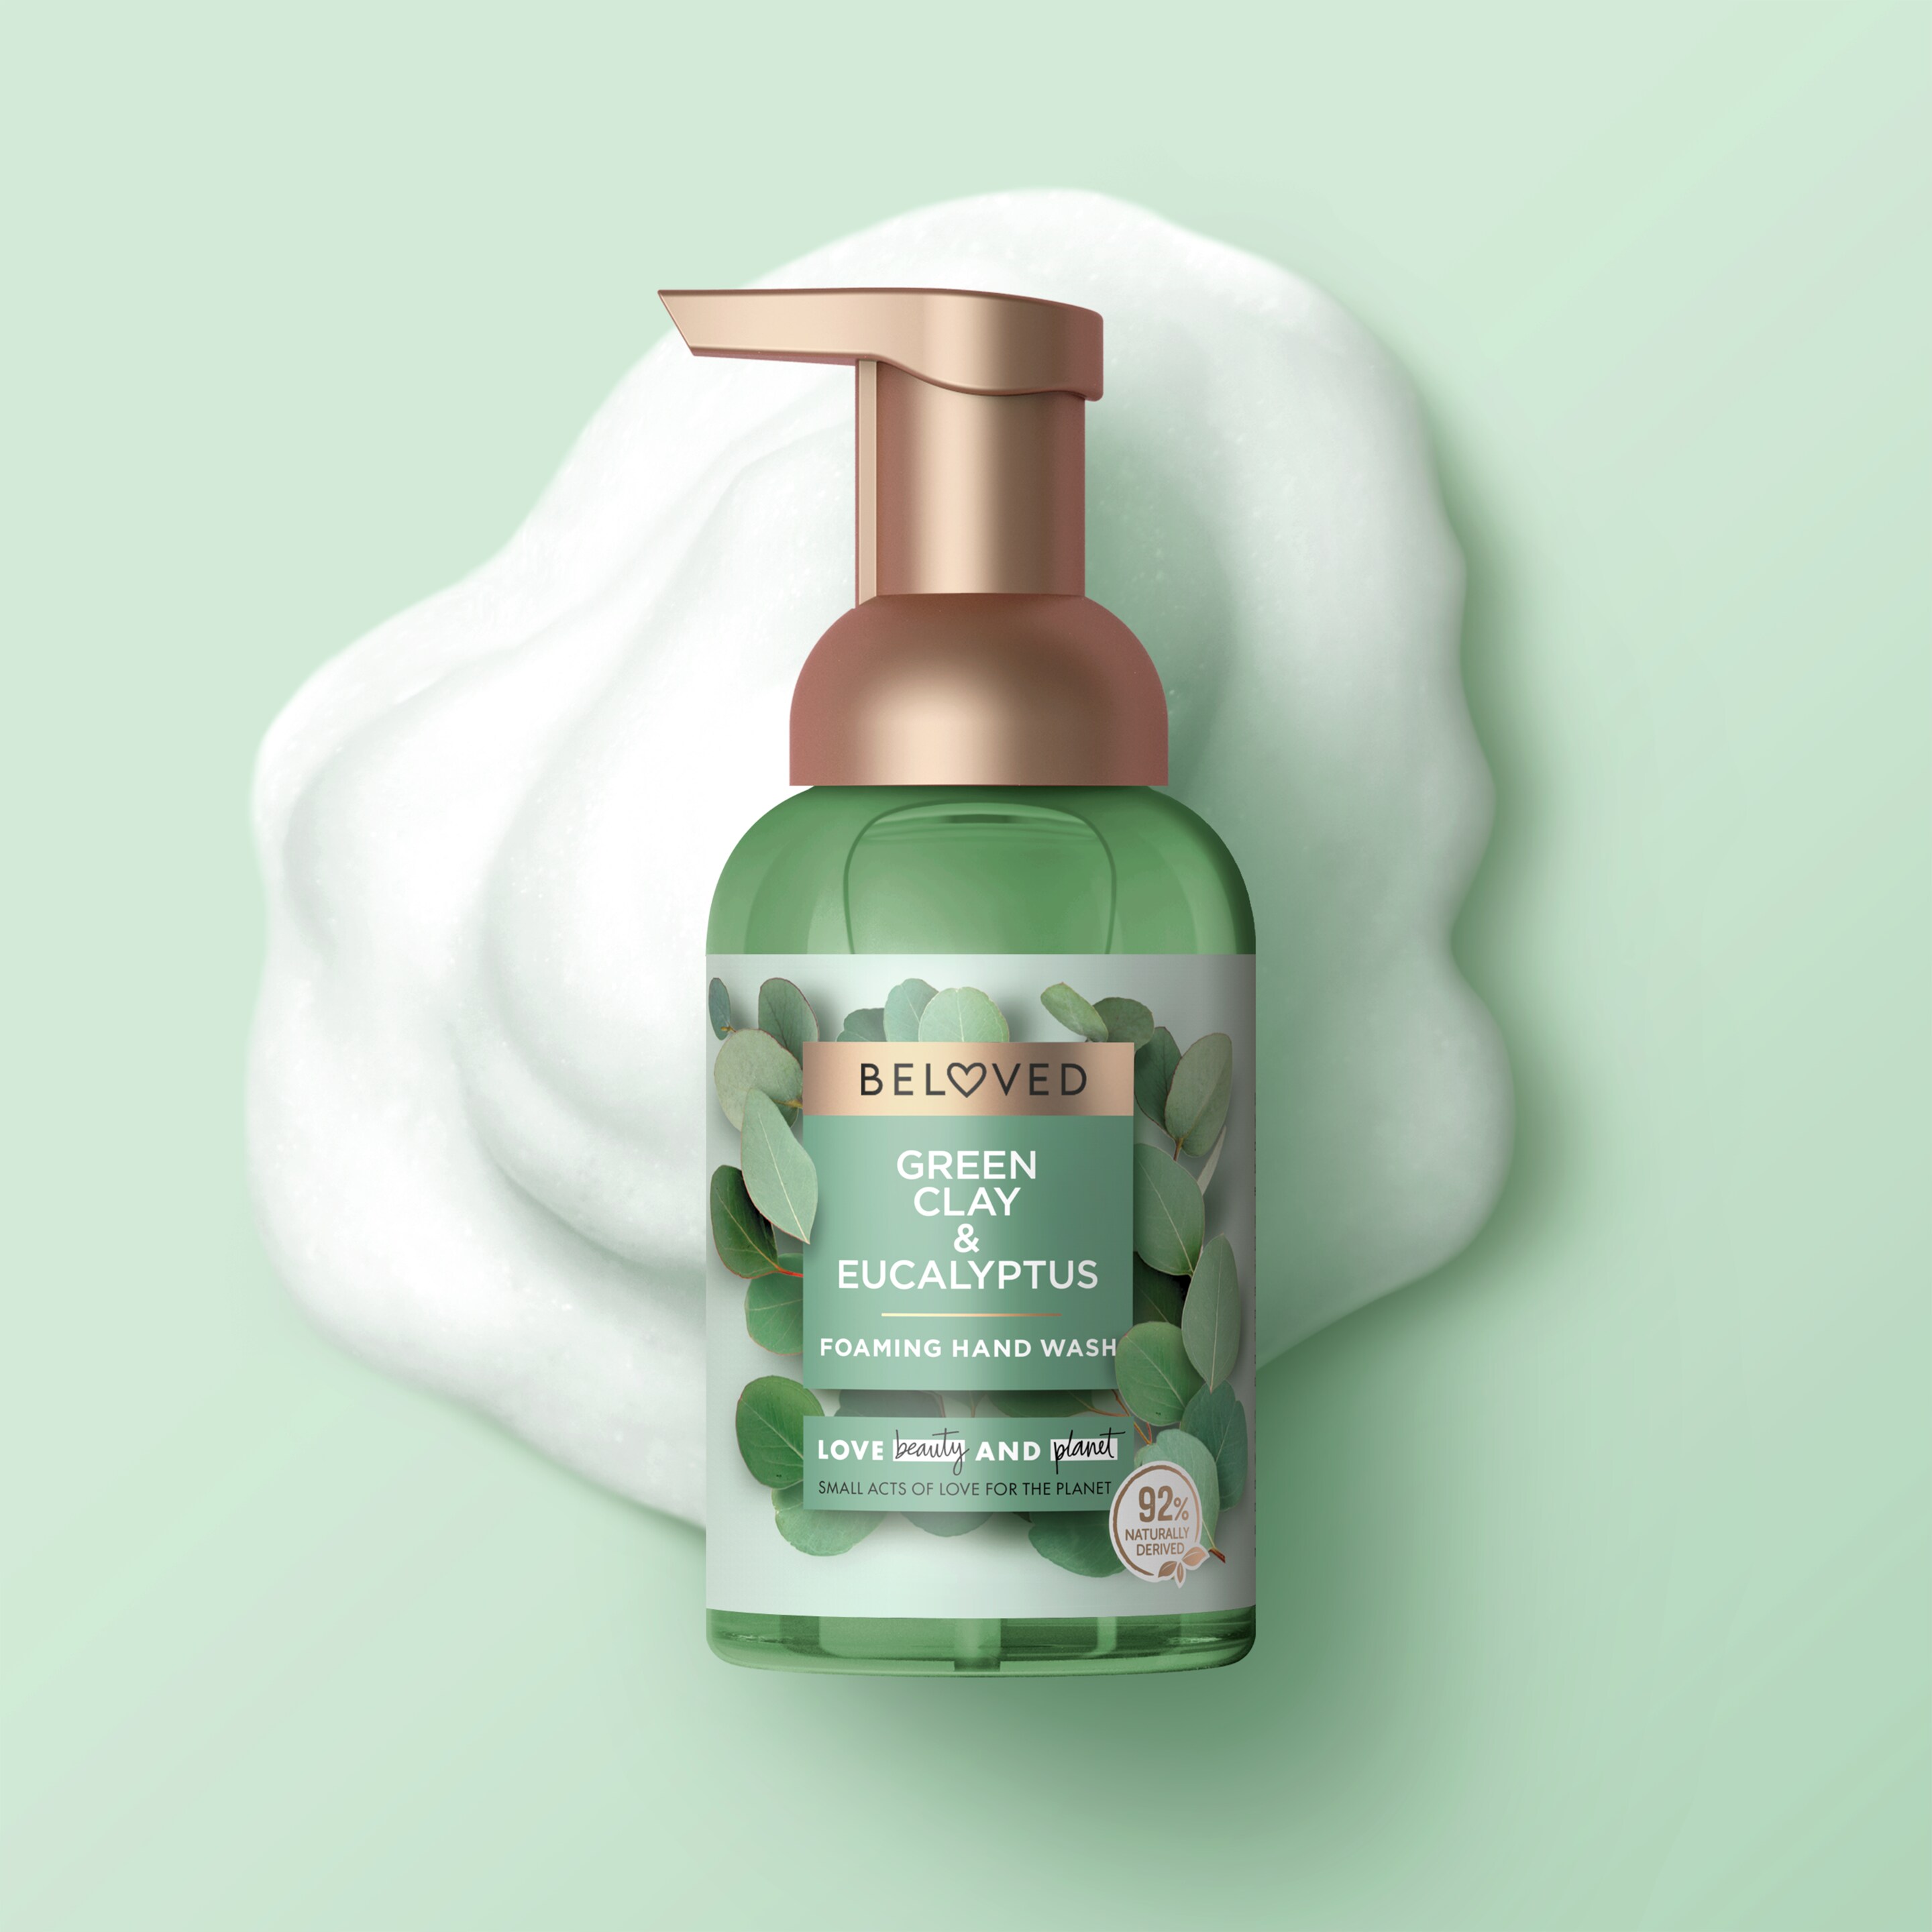 BELOVED
GREEN
CLAY
&
EUCALYPTUS
FOAMING HAND WASH
LOVE beauty AND planet
SMALL ACTS OF LOVE FOR THE PLANET
92%
NATURALLY
DERIVED